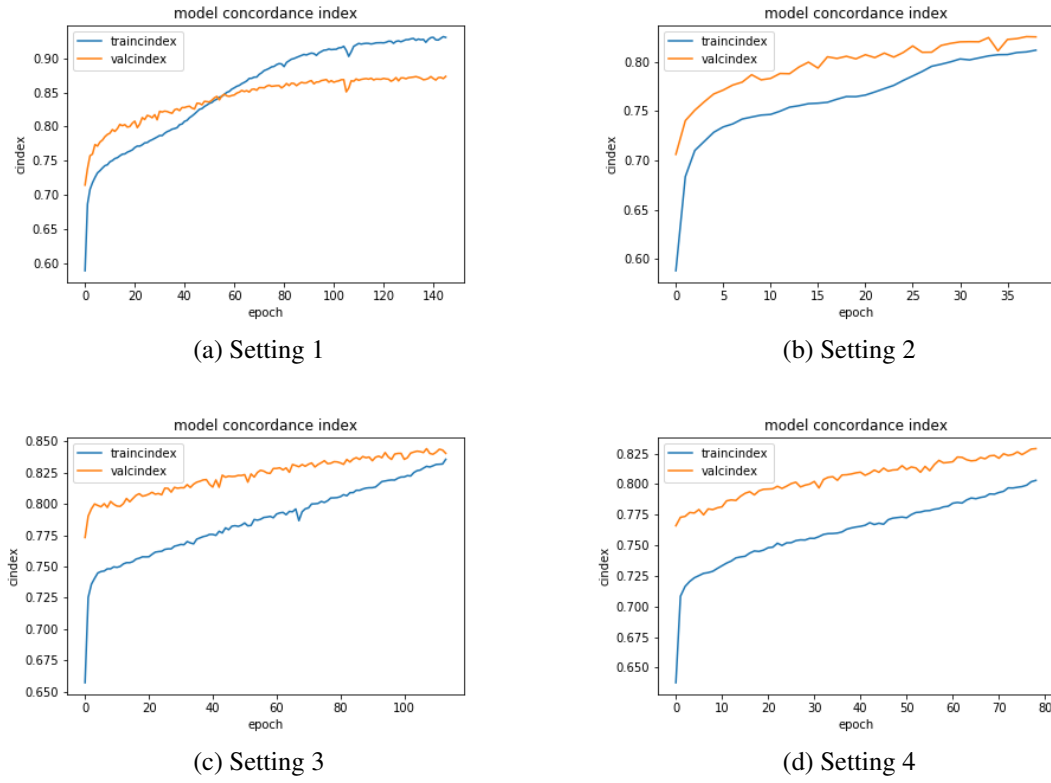 model concordance index
traincindex
valcindex
0.90
0.85
0.80
0.75
0.70
0.65
0.60
cindex
0 20 40 60 80 100 120 140
epoch
(a) Setting 1
model concordance index
traincindex
valcindex
0.80
0.75
0.70
0.65
0.60
cindex
0 5 10 15 20 25 30 35
epoch
(b) Setting 2
model concordance index
traincindex
valcindex
0.850
0.825
0.800
0.775
0.750
0.725
0.700
0.675
0.650
cindex
0 20 40 60 80 100
epoch
(c) Setting 3
model concordance index
traincindex
valcindex
0.825
0.800
0.775
0.750
0.725
0.700
0.675
0.650
cindex
0 10 20 30 40 50 60 70 80
epoch
(d) Setting 4